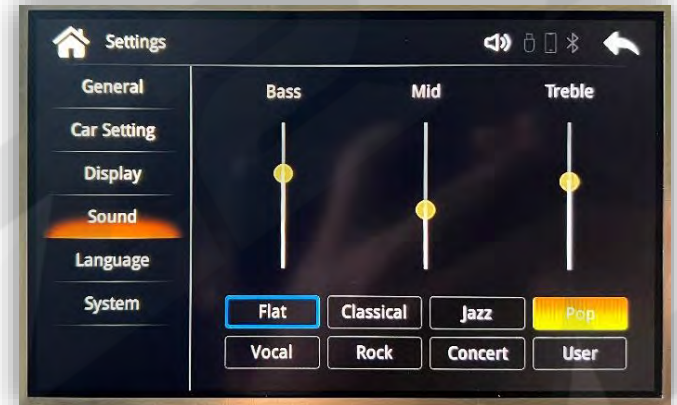 Settings
General
Car Setting
Display
Sound
Language
System
Bass Mid Treble
Flat Classical Jazz Pop
Vocal Rock Concert User